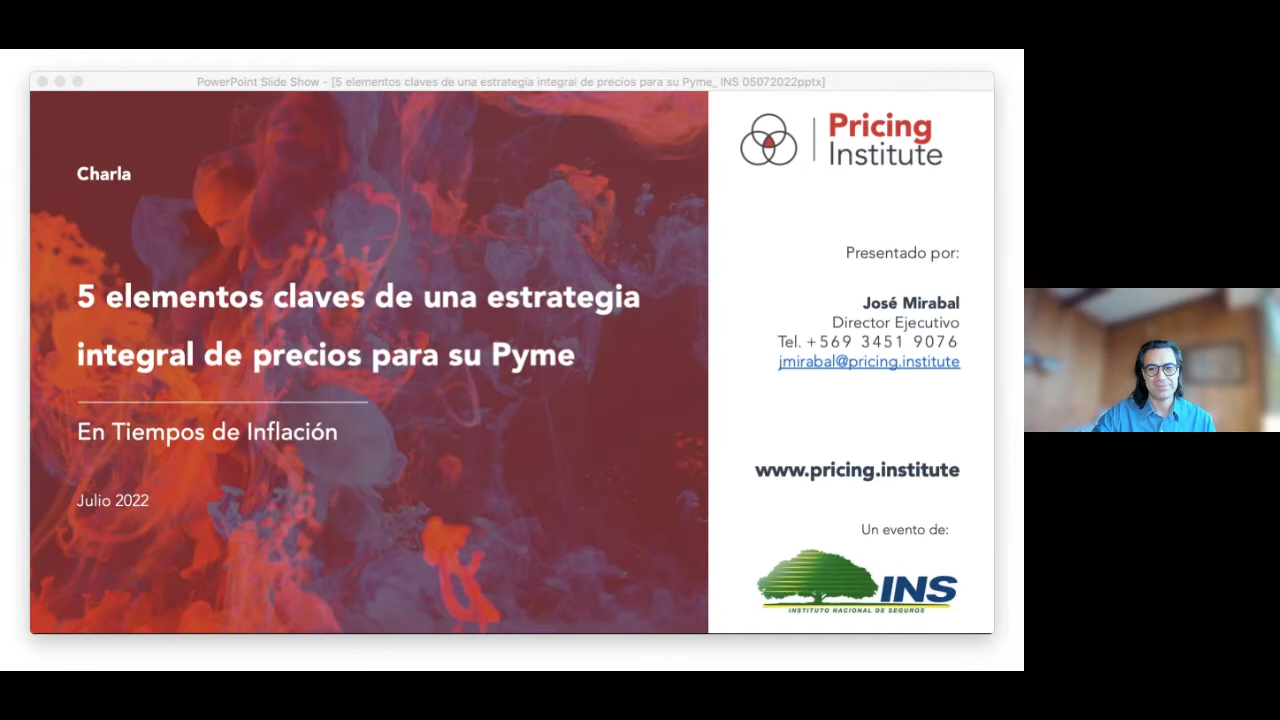 PowerPoint Slide Show - [5 elementos claves de una estrategia integral de precios para su Pyme_ INS 05072022pptx]
Charla
5 elementos claves de una estrategia
integral de precios para su Pyme
En Tiempos de Inflación
Julio 2022
Pricing
Institute
Presentado por:
José Mirabal
Director Ejecutivo
Tel. +569 3451 9076
jmirabal@pricing.institute
www.pricing.institute
Un evento de:
INS
INSTITUTO NACIONAL DE SEGUROS